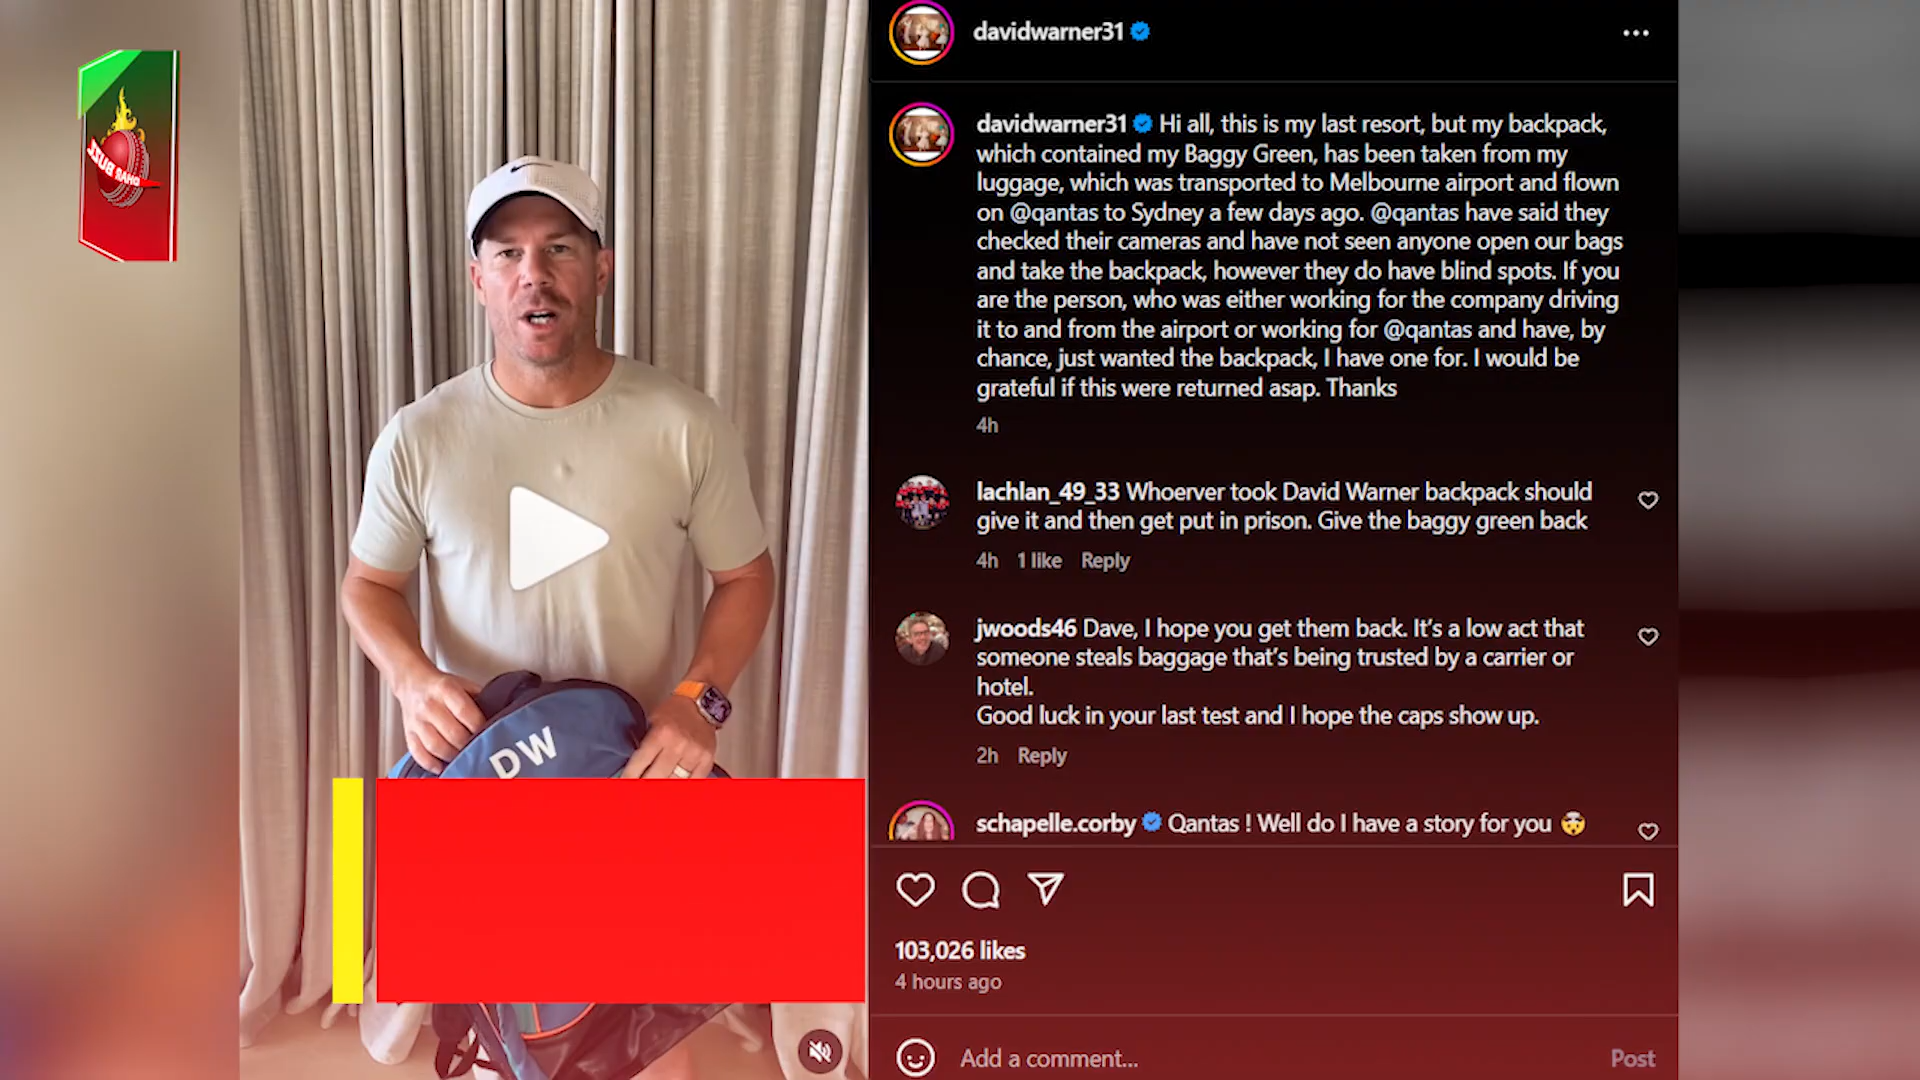 davidwarner31
davidwarner31 Hi all, this is my last resort, but my backpack,
which contained my Baggy Green, has been taken from my
luggage, which was transported to Melbourne airport and flown
on @qantas to Sydney a few days ago. @qantas have said they
checked their cameras and have not seen anyone open our bags
and take the backpack, however they do have blind spots. If you
are the person, who was either working for the company driving
it to and from the airport or working for @qantas and have, by
chance, just wanted the backpack, I have one for. I would be
grateful if this were returned asap. Thanks
4h
lachlan_49_33 Whoerver took David Warner backpack should
give it and then get put in prison. Give the baggy green back
4h 1 like Reply
jwoods46 Dave, I hope you get them back. It's a low act that
someone steals baggage that's being trusted by a carrier or
hotel.
Good luck in your last test and I hope the caps show up.
2h Reply
schapelle.corby Qantas ! Well do I have a story for you 🤯
103,026 likes
4 hours ago
Add a comment... Post
DW